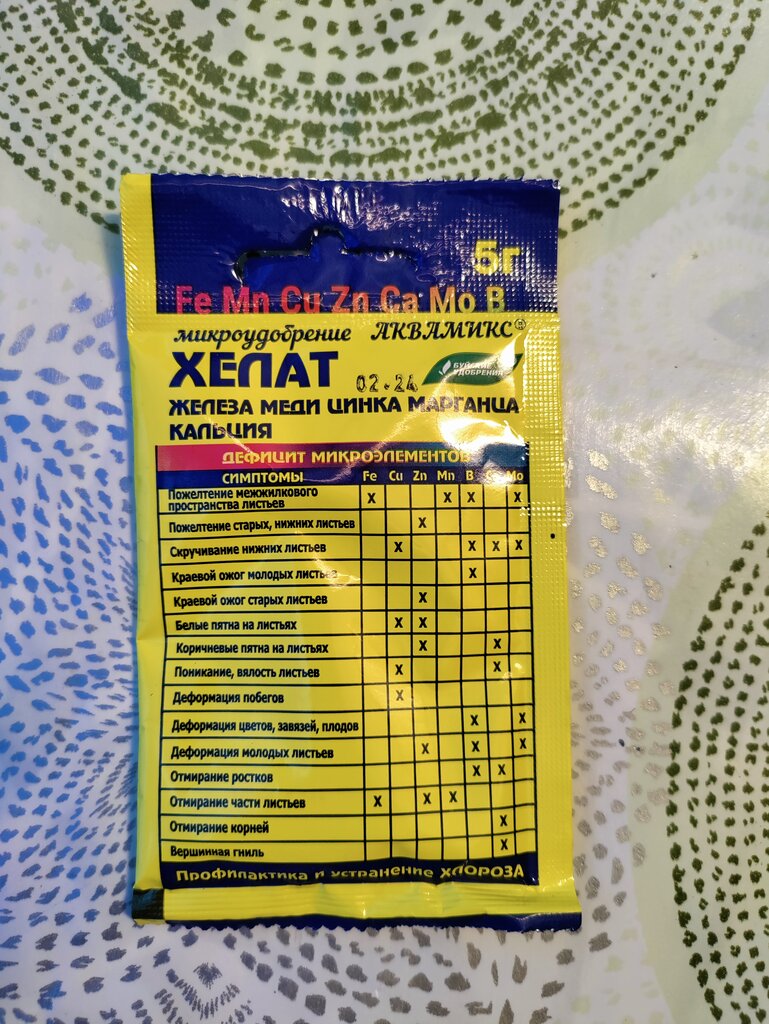 5г
Fe Mn Cu Zn Ca Mo B
микроудобрение АКВАМИКС®
ХЕЛАТ
02.24
БУЙСКИЕ
УДОБРЕНИЯ
ЖЕЛЕЗА МЕДИ ЦИНКА МАРГАНЦА
КАЛЬЦИЯ
ДЕФИЦИТ МИКРОЭЛЕМЕНТОВ
СИМПТОМЫ Fe Cu Zn Mn B Mo
Пожелтение межжилкового
пространства листьев X X X X
Пожелтение старых, нижних листьев X
Скручивание нижних листьев X X X X
Краевой ожог молодых листьев X
Краевой ожог старых листьев X
Белые пятна на листьях X X
Коричневые пятна на листьях X X
Поникание, вялость листьев X X
Деформация побегов X
Деформация цветов, завязей, плодов X X
Деформация молодых листьев X X X
Отмирание ростков X X
Отмирание части листьев X X X
Отмирание корней X
Вершинная гниль X
Профилактика и устранение ХЛОРОЗА